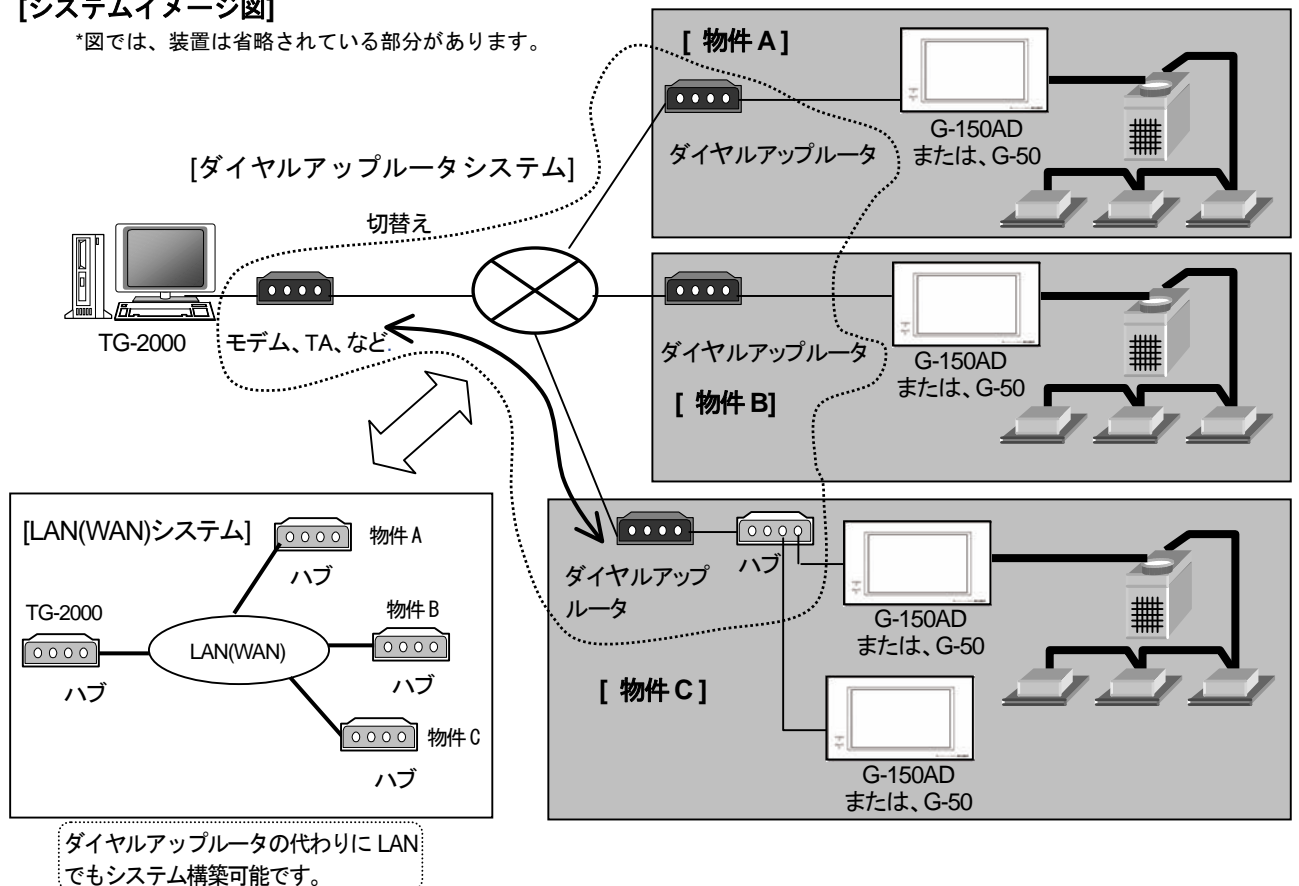 [システムイメージ図]
*図では、装置は省略されている部分があります。
[ 物件 A ]
G-150AD
または、G-50
ダイヤルアップルータ
[ダイヤルアップルータシステム]
切替え
TG-2000
モデム、TA、など.
ダイヤルアップルータ
G-150AD
または、G-50
[ 物件 B]
[LAN(WAN)システム]
物件 A
ハブ
TG-2000
物件 B
LAN(WAN)
ハブ
ハブ
物件 C
ハブ
ダイヤルアップルータの代わりに LAN
でもシステム構築可能です。
ダイヤルアップ
ルータ
ハブ
G-150AD
または、G-50
[ 物件 C ]
G-150AD
または、G-50